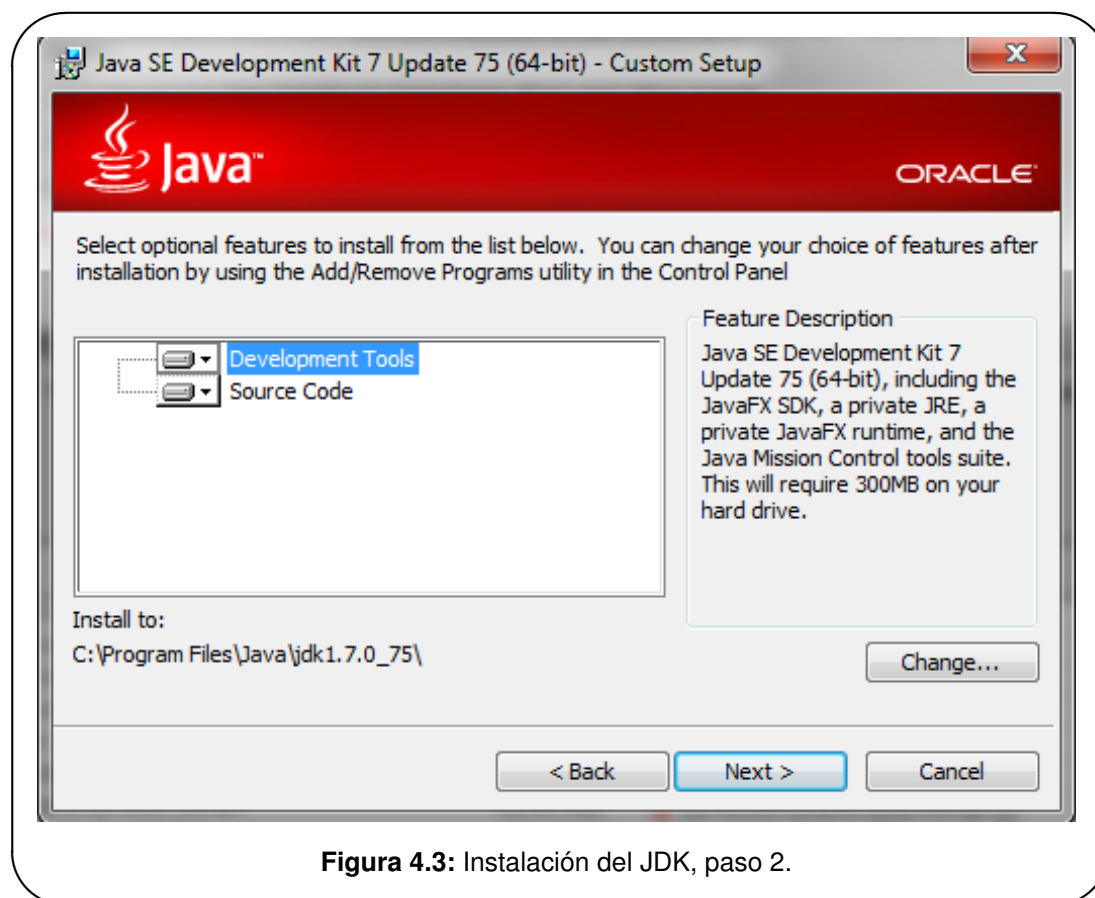 Java SE Development Kit 7 Update 75 (64-bit) - Custom Setup
Java™
ORACLE
Select optional features to install from the list below.  You can change your choice of features after
installation by using the Add/Remove Programs utility in the Control Panel
Development Tools
Source Code
Feature Description
Java SE Development Kit 7
Update 75 (64-bit), including the
JavaFX SDK, a private JRE, a
private JavaFX runtime, and the
Java Mission Control tools suite.
This will require 300MB on your
hard drive.
Install to:
C:\Program Files\Java\jdk1.7.0_75\
Change...
< Back
Next >
Cancel
Figura 4.3: Instalación del JDK, paso 2.